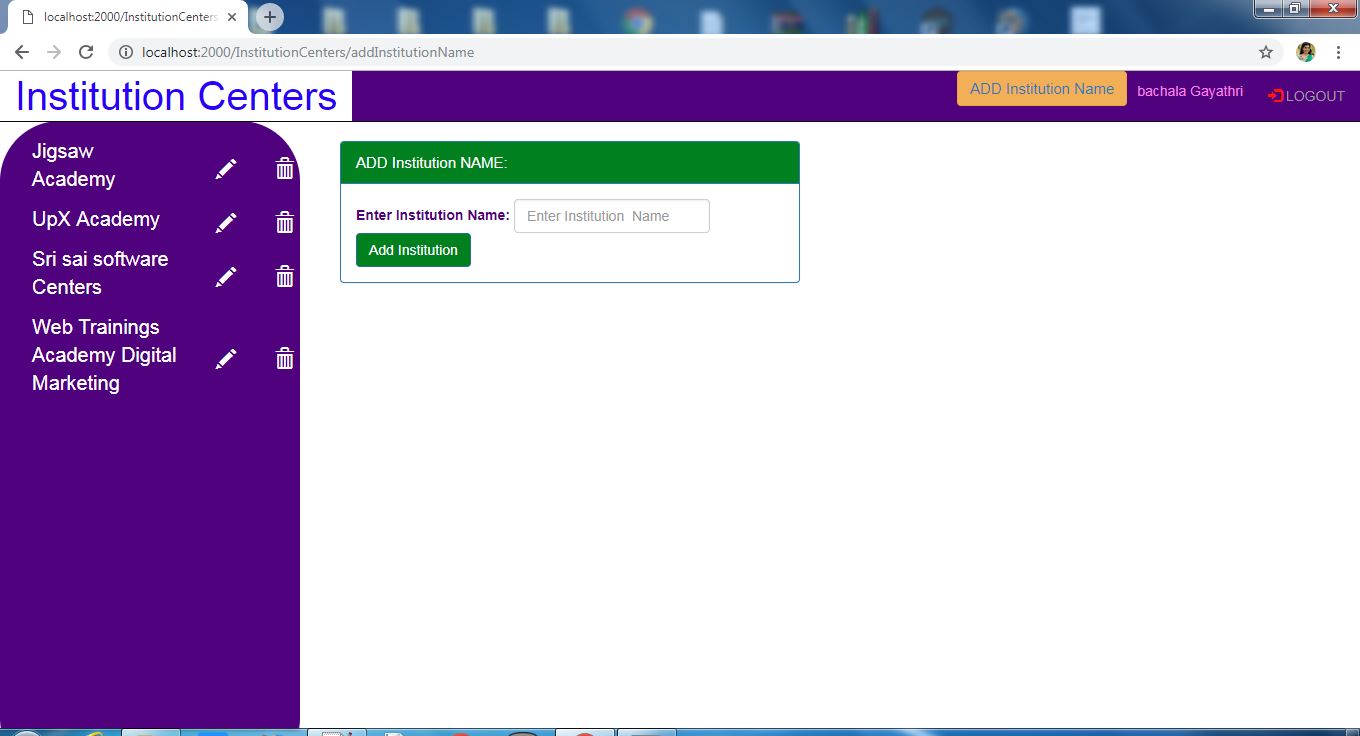 localhost:2000/InstitutionCenters
localhost:2000/InstitutionCenters/addInstitutionName
Institution Centers
ADD Institution Name
bachala Gayathri
LOGOUT
Jigsaw
Academy
UpX Academy
Sri sai software
Centers
Web Trainings
Academy Digital
Marketing
ADD Institution NAME:
Enter Institution Name: Enter Institution  Name
Add Institution